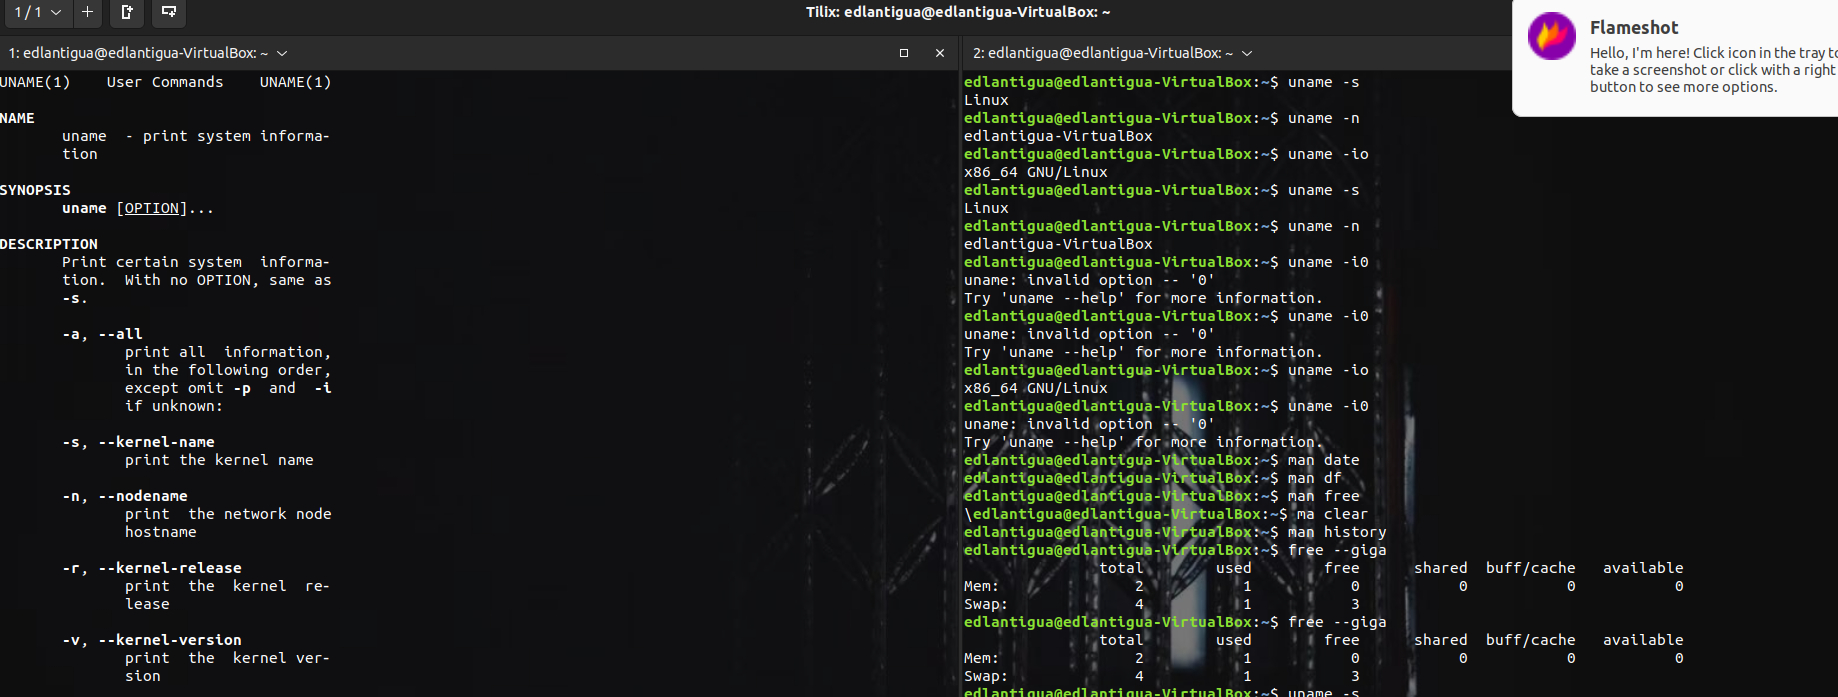 1 / 1
Tilix: edlantigua@edlantigua-VirtualBox: ~
1: edlantigua@edlantigua-VirtualBox: ~
UNAME(1)    User Commands    UNAME(1)
NAME
uname  - print system informa-
tion
SYNOPSIS
uname [OPTION]...
DESCRIPTION
Print certain system  informa-
tion.  With no OPTION, same as
-s.
-a, --all
print all  information,
in the following order,
except omit -p  and  -i
if unknown:
-s, --kernel-name
print the kernel name
-n, --nodename
print  the network node
hostname
-r, --kernel-release
print  the  kernel  re-
lease
-v, --kernel-version
print  the  kernel ver-
sion
2: edlantigua@edlantigua-VirtualBox: ~
edlantigua@edlantigua-VirtualBox:~$ uname -s
Linux
edlantigua@edlantigua-VirtualBox:~$ uname -n
edlantigua-VirtualBox
edlantigua@edlantigua-VirtualBox:~$ uname -io
x86_64 GNU/Linux
edlantigua@edlantigua-VirtualBox:~$ uname -s
Linux
edlantigua@edlantigua-VirtualBox:~$ uname -n
edlantigua-VirtualBox
edlantigua@edlantigua-VirtualBox:~$ uname -i0
uname: invalid option -- '0'
Try 'uname --help' for more information.
edlantigua@edlantigua-VirtualBox:~$ uname -i0
uname: invalid option -- '0'
Try 'uname --help' for more information.
edlantigua@edlantigua-VirtualBox:~$ uname -io
x86_64 GNU/Linux
edlantigua@edlantigua-VirtualBox:~$ uname -i0
uname: invalid option -- '0'
Try 'uname --help' for more information.
edlantigua@edlantigua-VirtualBox:~$ man date
edlantigua@edlantigua-VirtualBox:~$ man df
edlantigua@edlantigua-VirtualBox:~$ man free
\edlantigua@edlantigua-VirtualBox:~$ ma clear
edlantigua@edlantigua-VirtualBox:~$ man history
edlantigua@edlantigua-VirtualBox:~$ free --giga
total        used        free      shared  buff/cache   available
Mem:               2           1           0           0           0           0
Swap:              4           1           3
edlantigua@edlantigua-VirtualBox:~$ free --giga
total        used        free      shared  buff/cache   available
Mem:               2           1           0           0           0           0
Swap:              4           1           3
edlantigua@edlantigua-VirtualBox:~$ uname -s
Flameshot
Hello, I'm here! Click icon in the tray to
take a screenshot or click with a right
button to see more options.